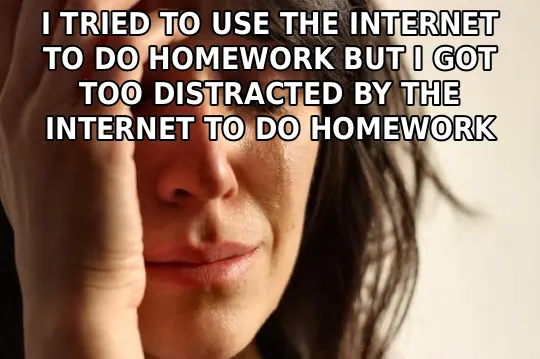 I TRIED TO USE THE INTERNET
TO DO HOMEWORK BUT I GOT
TOO DISTRACTED BY THE
INTERNET TO DO HOMEWORK